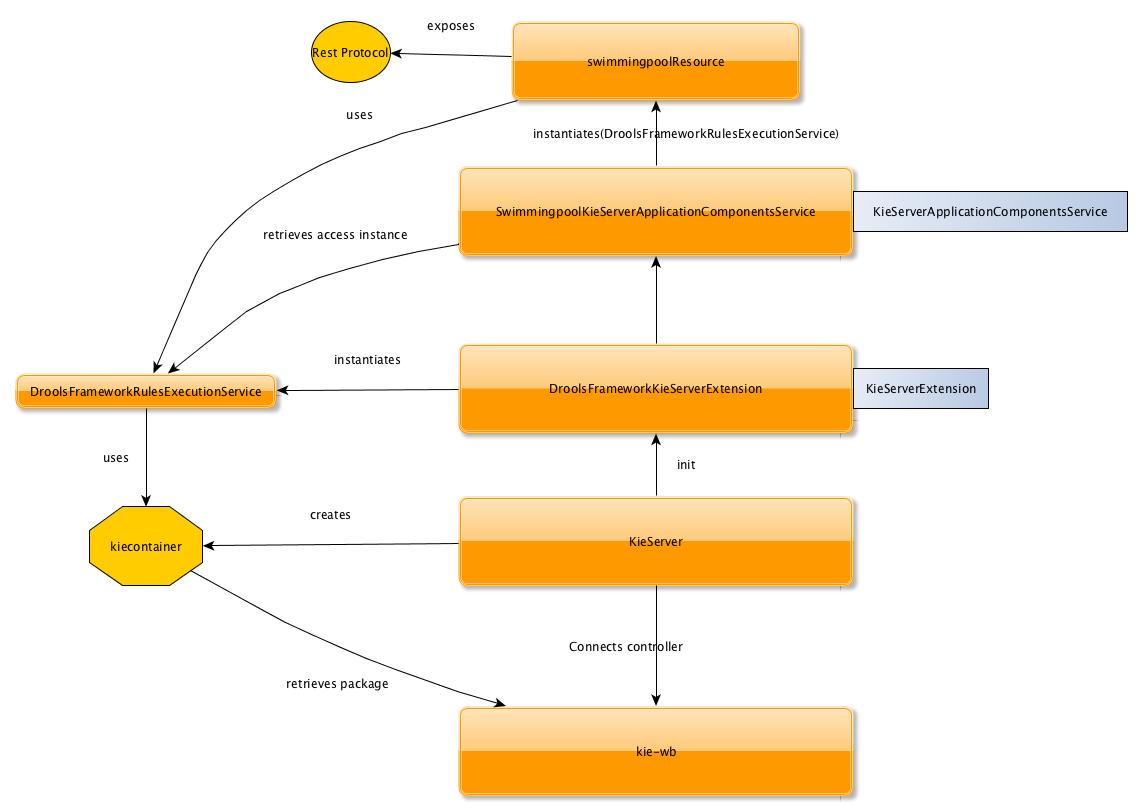 exposes
Rest Protocol
swimmingpoolResource
uses
instantiates(DroolsFrameworkRulesExecutionService)
SwimmingpoolKieServerApplicationComponentsService
KieServerApplicationComponentsService
retrieves access instance
instantiates
DroolsFrameworkRulesExecutionService
DroolsFrameworkKieServerExtension
KieServerExtension
uses
init
creates
kiecontainer
KieServer
Connects controller
retrieves package
kie-wb